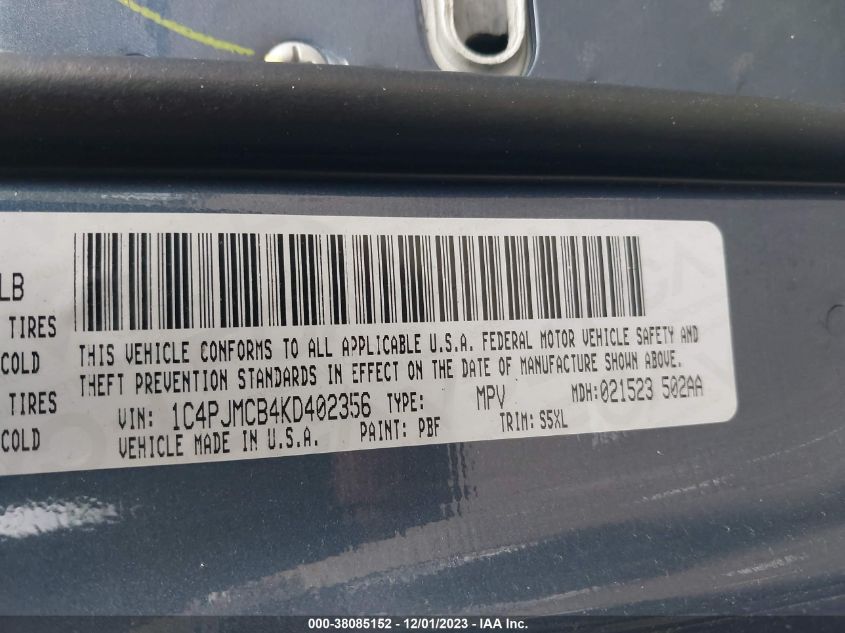 LB
TIRES
COLD
TIRES
COLD
THIS VEHICLE CONFORMS TO ALL APPLICABLE U.S.A. FEDERAL MOTOR VEHICLE SAFETY AND
THEFT PREVENTION STANDARDS IN EFFECT ON THE DATE OF MANUFACTURE SHOWN ABOVE.
VIN: 1C4PJMCB4KD402356 TYPE: MPV MDH:021523 502AA
VEHICLE MADE IN U.S.A. PAINT: PBF TRIM: S5XL
000-38085152 - 12/01/2023 - IAA Inc.